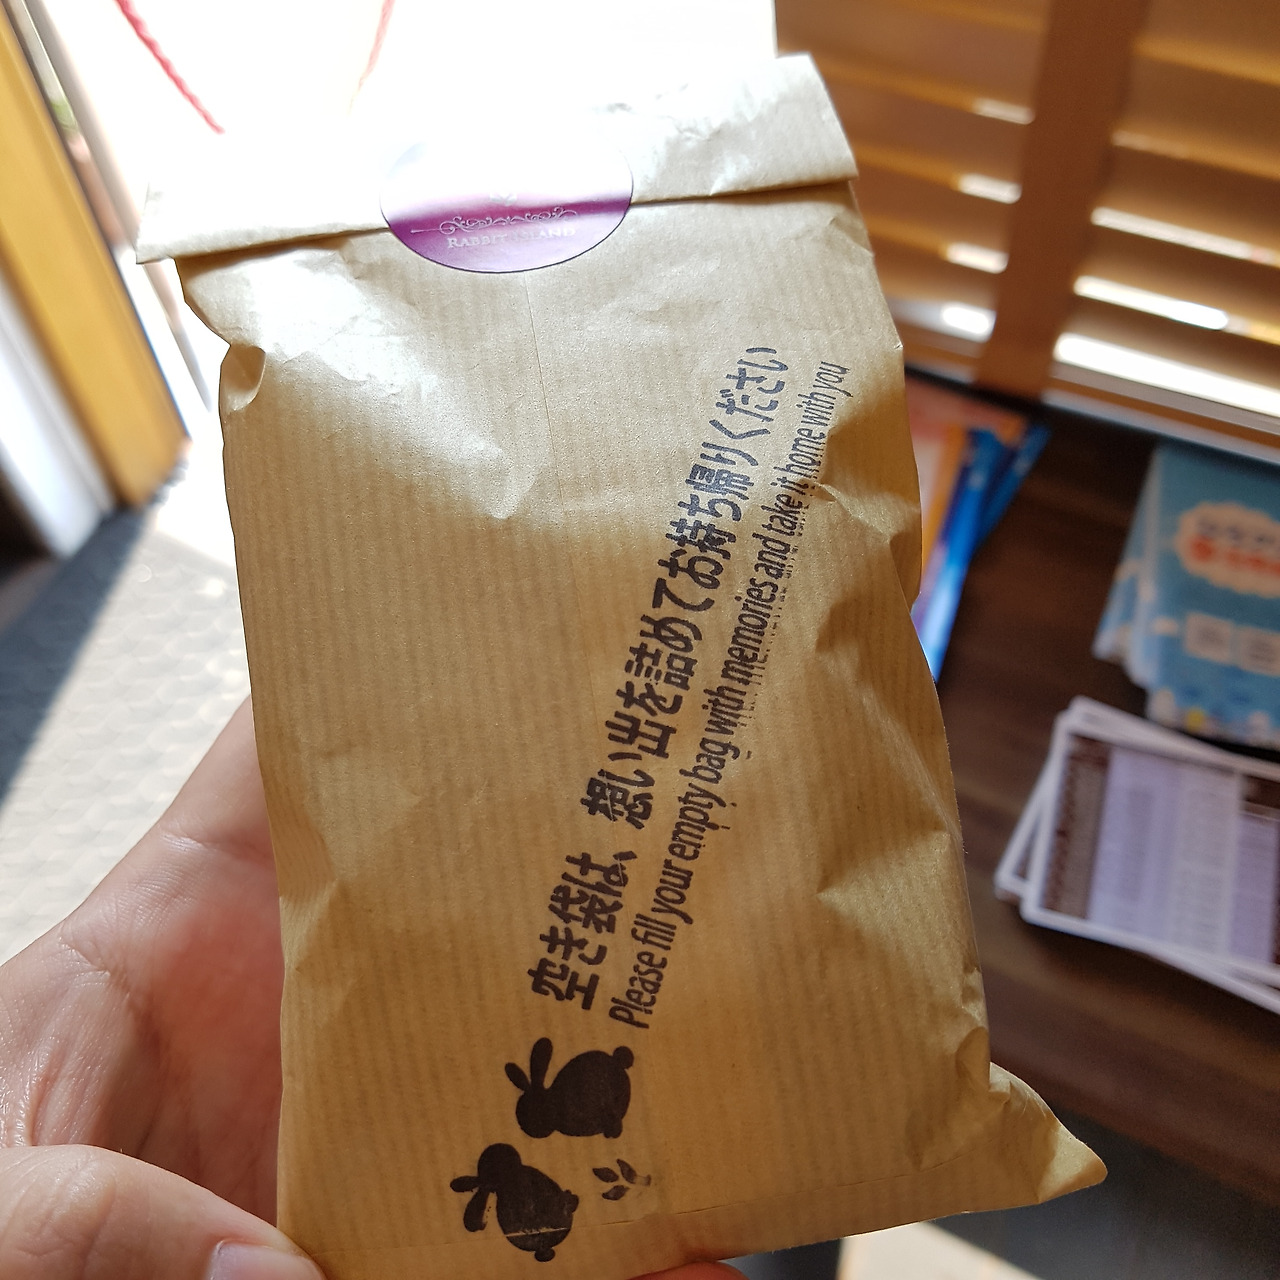 RABBIT ISLAND
空き袋は、想い出を詰めてお持ち帰りください
Please fill your empty bag with memories and take it home with you